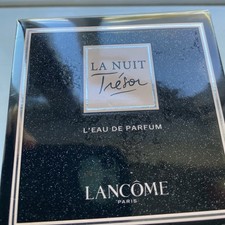 LA NUIT
Trésor
L'EAU DE PARFUM
LANCÔME
PARIS